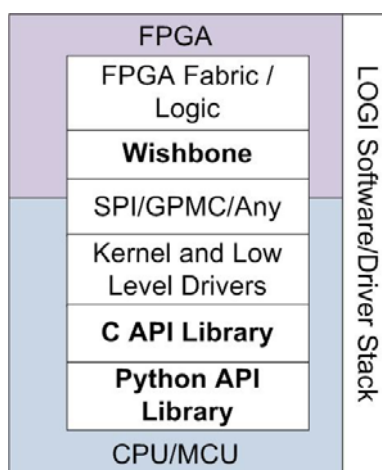 FPGA
FPGA Fabric /
Logic
Wishbone
SPI/GPMC/Any
Kernel and Low
Level Drivers
C API Library
Python API
Library
CPU/MCU
LOGI Software/Driver Stack